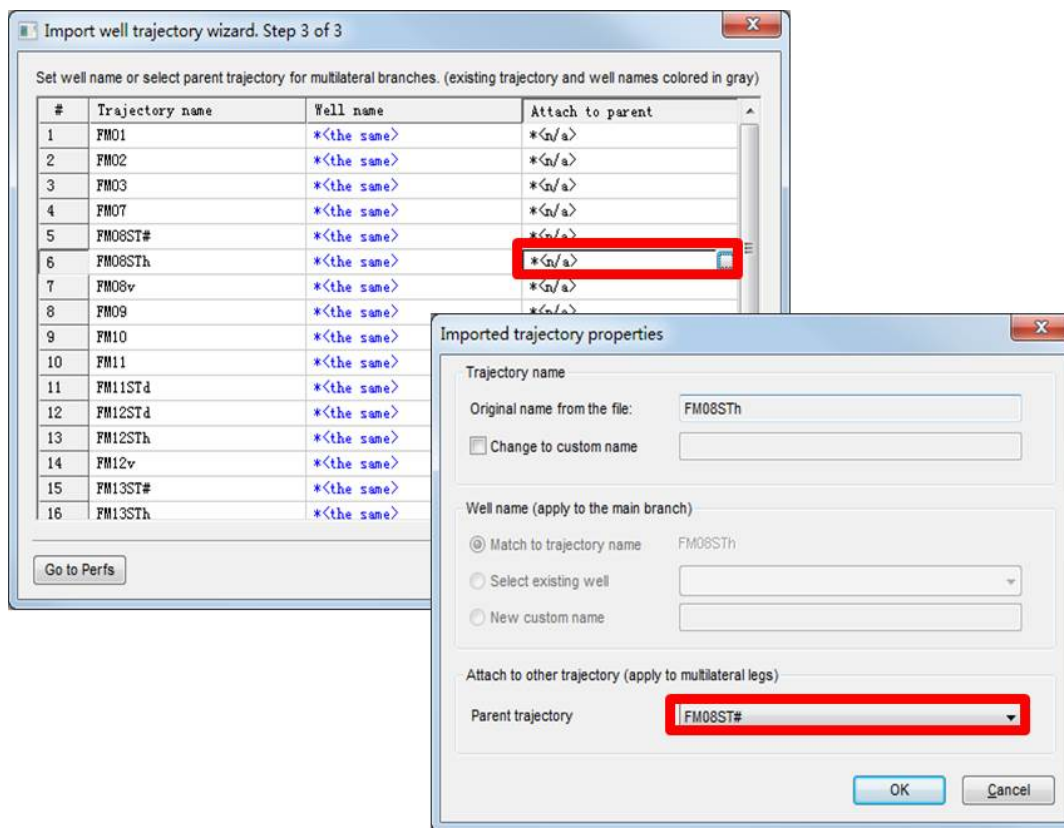 Import well trajectory wizard. Step 3 of 3
Set well name or select parent trajectory for multilateral branches. (existing trajectory and well names colored in gray)
# Trajectory name Well name Attach to parent
1 FM01 *<the same> *<n/a>
2 FM02 *<the same> *<n/a>
3 FM03 *<the same> *<n/a>
4 FM07 *<the same> *<n/a>
5 FM08ST# *<the same> *<n/a>
6 FM08STh *<the same> *<n/a>
7 FM08v *<the same> *<n/a>
8 FM09 *<the same> *<n/a>
9 FM10 *<the same>
10 FM11 *<the same>
11 FM11STd *<the same>
12 FM12STd *<the same>
13 FM12STh *<the same>
14 FM12v *<the same>
15 FM13ST# *<the same>
16 FM13STh *<the same>
Go to Perfs
Imported trajectory properties
Trajectory name
Original name from the file: FM08STh
Change to custom name
Well name (apply to the main branch)
Match to trajectory name FM08STh
Select existing well
New custom name
Attach to other trajectory (apply to multilateral legs)
Parent trajectory FM08ST#
OK Cancel